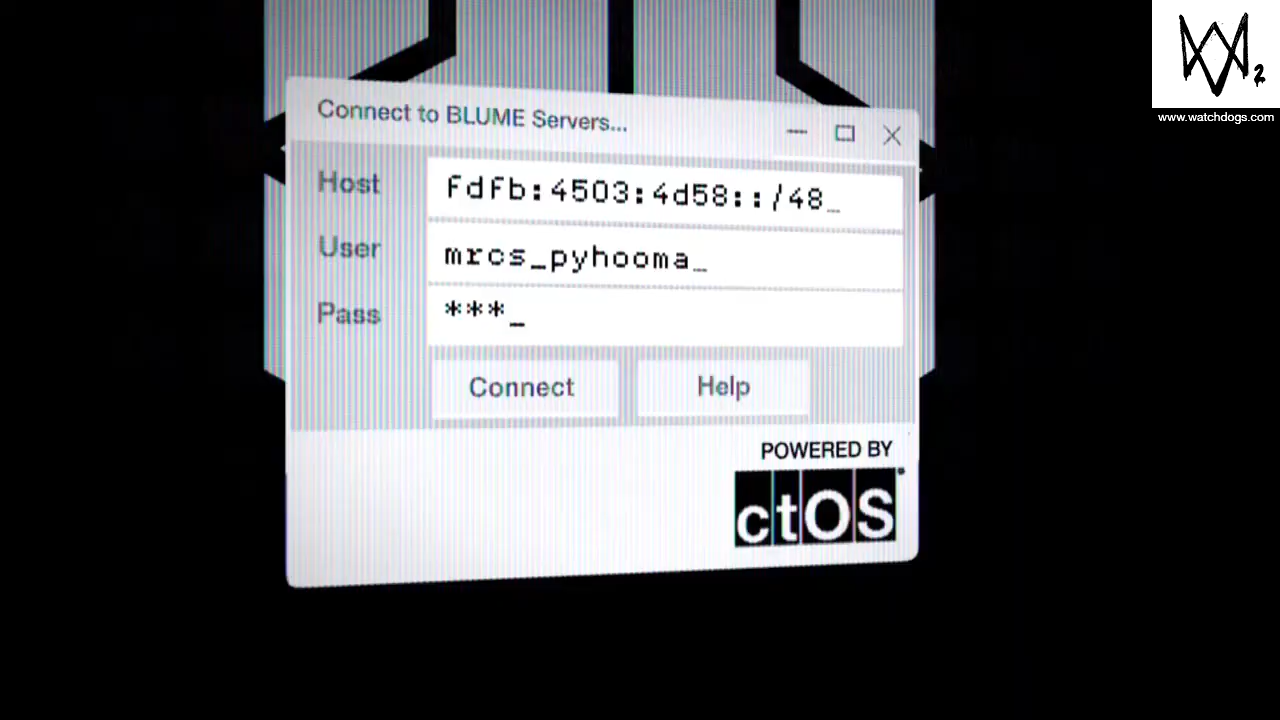 2
www.watchdogs.com
Connect to BLUME Servers...
Host fdfb:4503:4d58::/48_
User mrcs_pyhooma_
Pass ***_
Connect Help
POWERED BY
ctOS